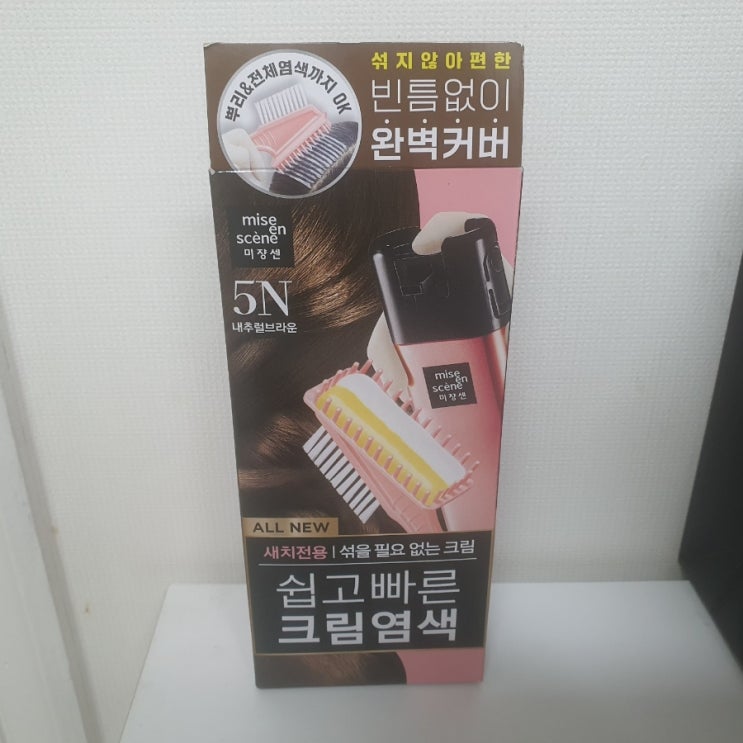 뿌리&전체염색까지 OK
섞지않아편한
빈틈없이
완벽커버
mise
en
scène
미쟝센
5N
내추럴브라운
mise
en
scène
미쟝센
ALL NEW
새치전용 | 섞을 필요 없는 크림
쉽고빠른
크림염색